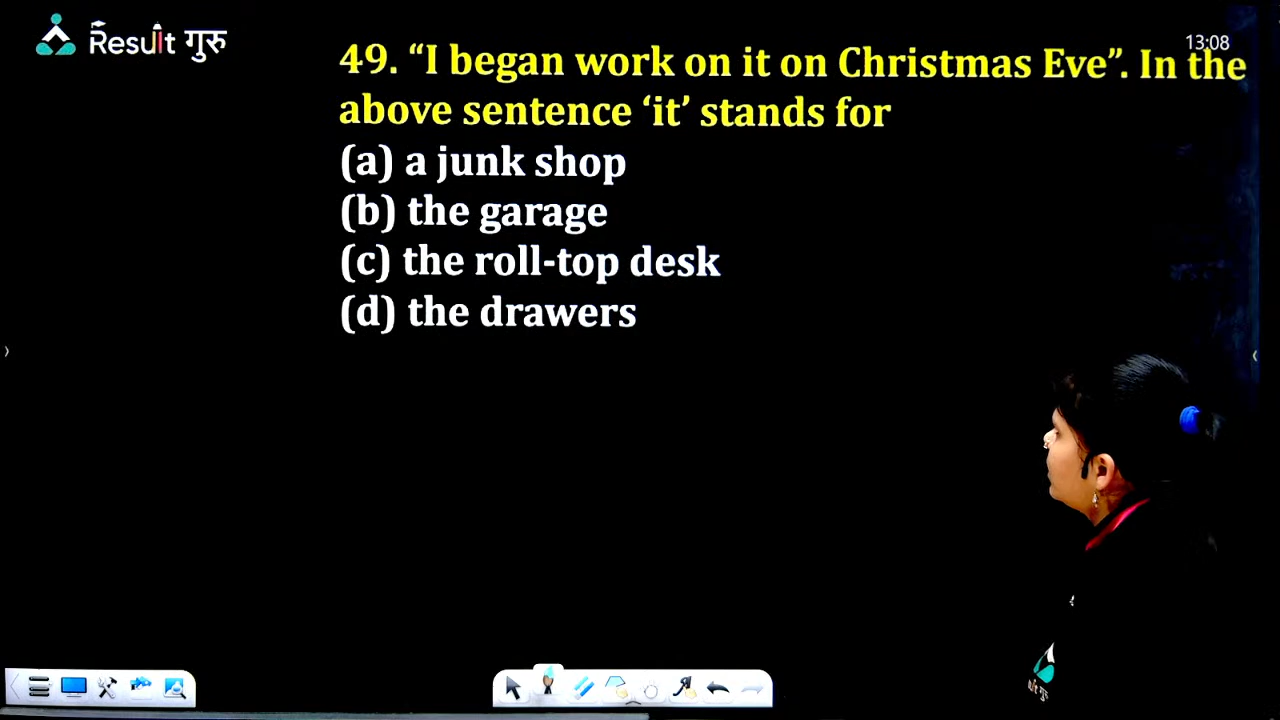 Result गुरु
13:08
49. “I began work on it on Christmas Eve”. In the
above sentence ‘it’ stands for
(a) a junk shop
(b) the garage
(c) the roll-top desk
(d) the drawers